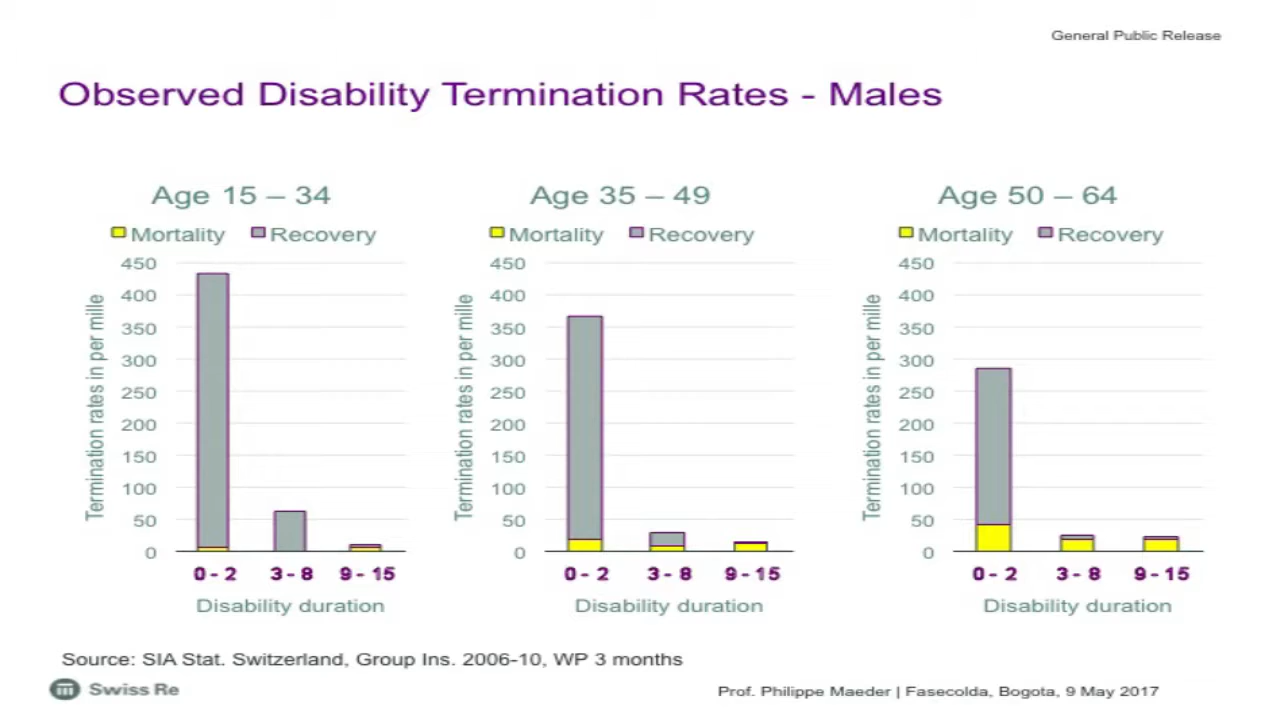 General Public Release
Observed Disability Termination Rates - Males
Age 15 – 34
Mortality Recovery
Termination rates in per mille
450
400
350
300
250
200
150
100
50
0
0 - 2 3 - 8 9 - 15
Disability duration
Age 35 – 49
Mortality Recovery
Termination rates in per mille
450
400
350
300
250
200
150
100
50
0
0 - 2 3 - 8 9 - 15
Disability duration
Age 50 – 64
Mortality Recovery
Termination rates in per mille
450
400
350
300
250
200
150
100
50
0
0 - 2 3 - 8 9 - 15
Disability duration
Source: SIA Stat. Switzerland, Group Ins. 2006-10, WP 3 months
Swiss Re
Prof. Philippe Maeder | Fasecolda, Bogota, 9 May 2017